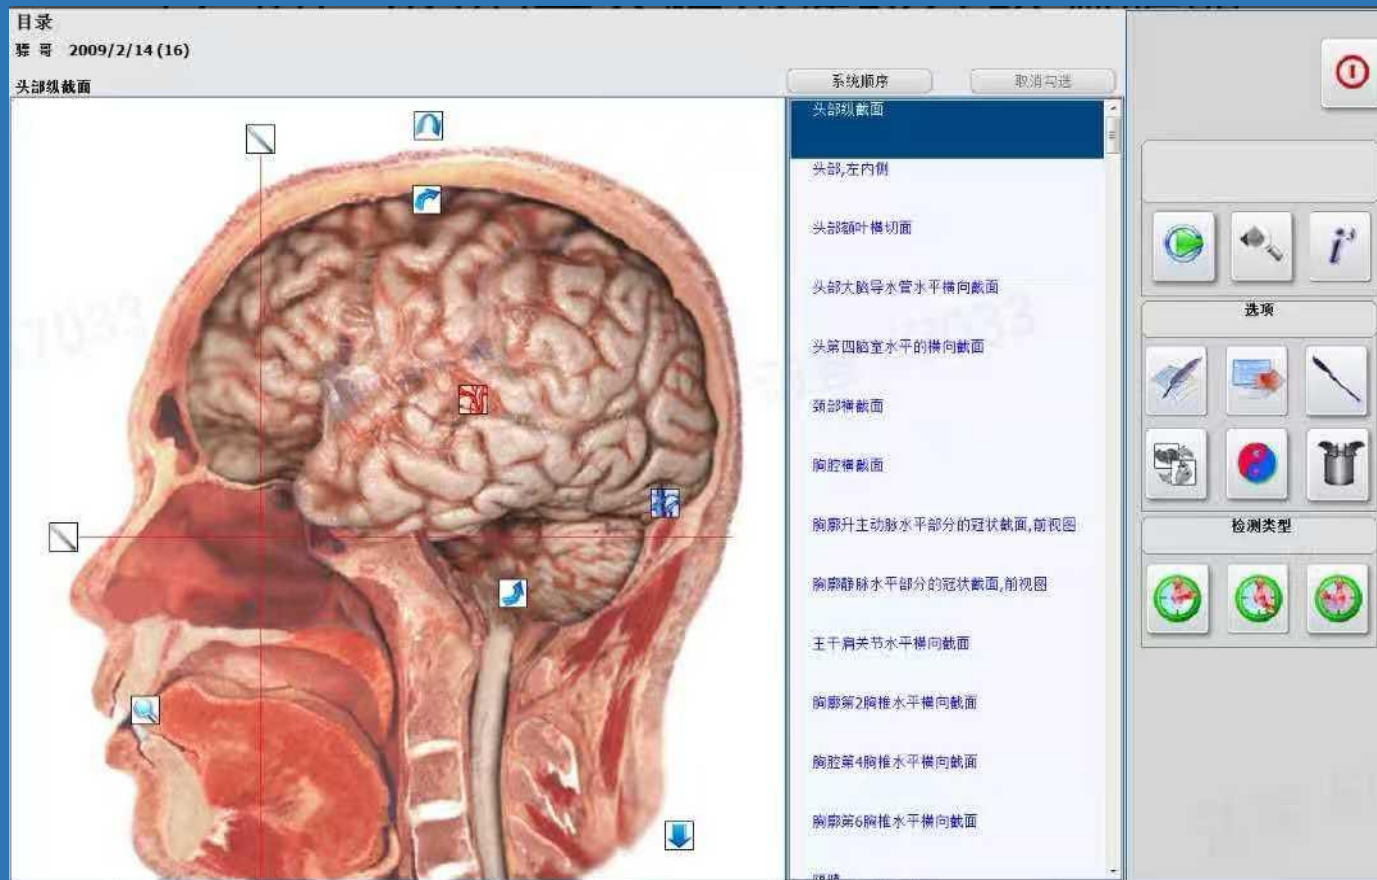 目录
骠 哥 2009/2/14 (16)
头部纵截面
系统顺序
取消勾选
头部纵截面
头部,左内侧
头部额叶横切面
头部大脑导水管水平横向截面
头第四脑室水平的横向截面
颈部横截面
胸腔横截面
胸廓升主动脉水平部分的冠状截面,前视图
胸廓静脉水平部分的冠状截面,前视图
主干肩关节水平横向截面
胸廓第2胸椎水平横向截面
胸腔第4胸椎水平横向截面
胸廓第6胸椎水平横向截面
选项
检测类型